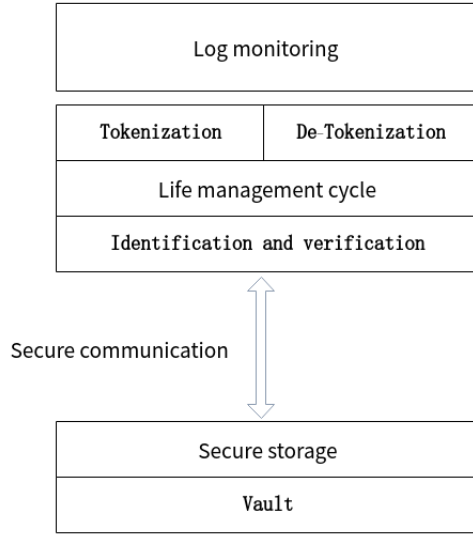 Log monitoring
Tokenization De-Tokenization
Life management cycle
Identification and verification
Secure communication
Secure storage
Vault